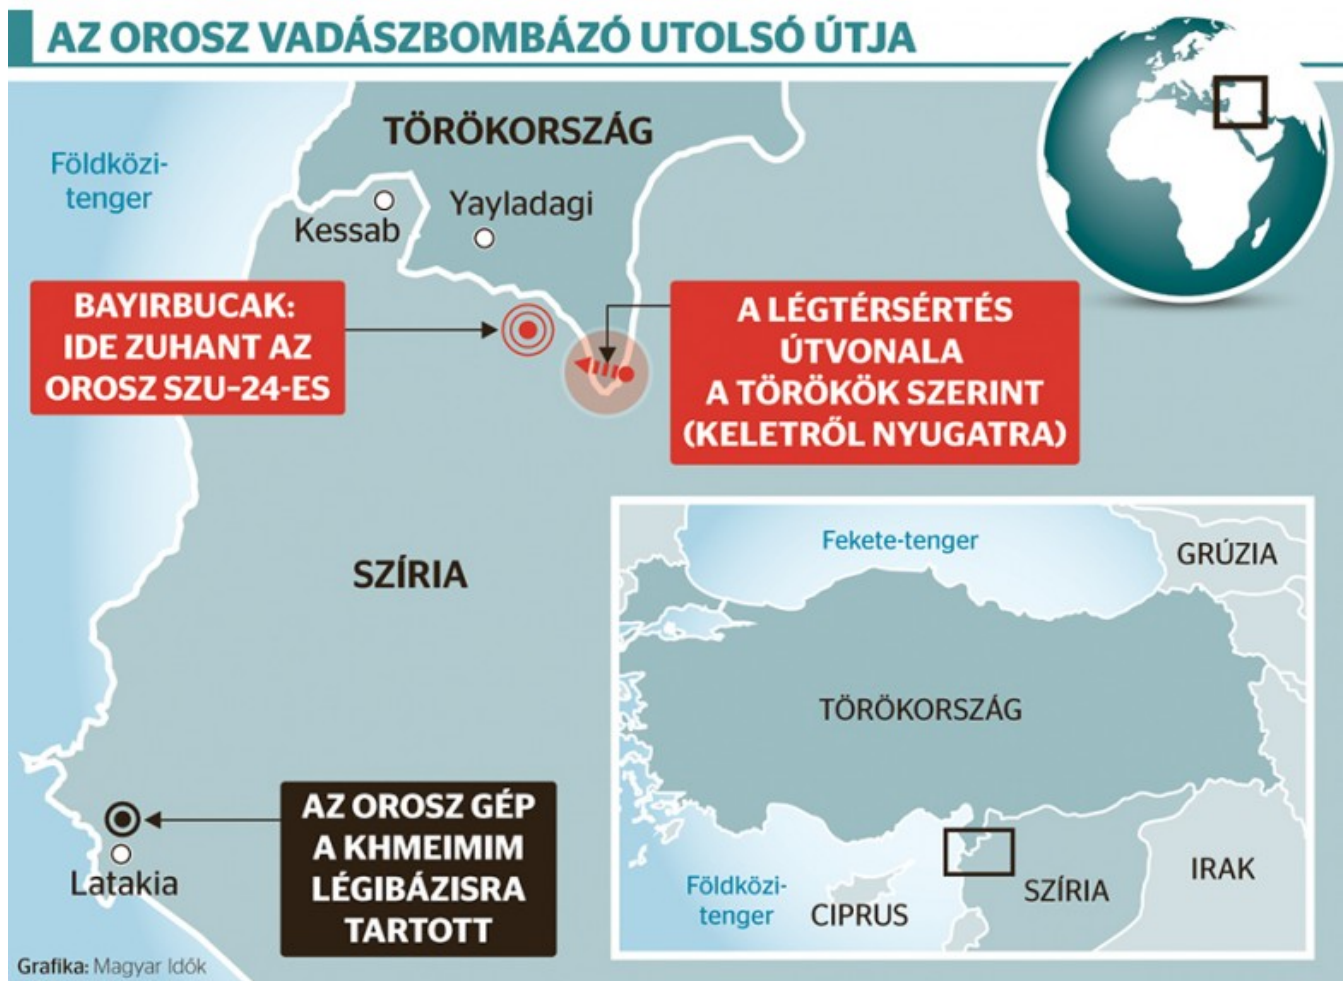 AZ OROSZ VADÁSZBOMBÁZÓ UTOLSÓ ÚTJA
TÖRÖKORSZÁG
Földközi-
tenger
Kessab
Yayladagi
BAYIRBUCAK:
IDE ZUHANT AZ
OROSZ SZU-24-ES
A LÉGTÉRSÉRTÉS
ÚTVONALA
A TÖRÖKÖK SZERINT
(KELETRŐL NYUGATRA)
SZÍRIA
AZ OROSZ GÉP
A KHMEIMIM
LÉGIBÁZISRA
TARTOTT
Latakia
Fekete-tenger
GRÚZIA
TÖRÖKORSZÁG
Földközi-
tenger
CIPRUS
SZÍRIA
IRAK
Grafika: Magyar Idők